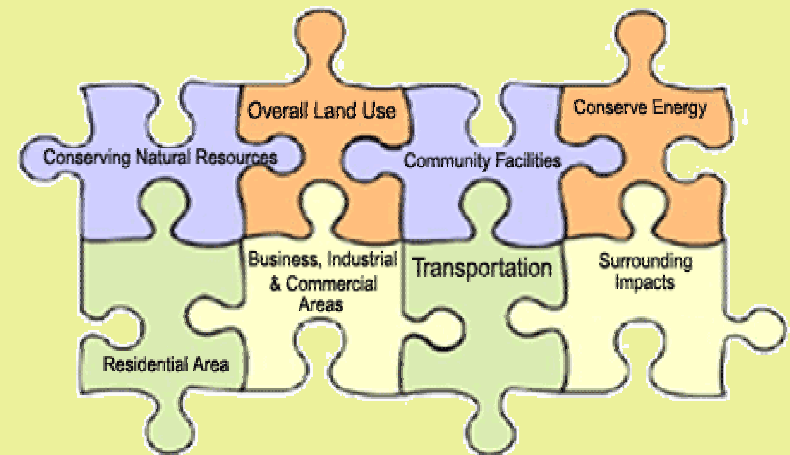 Conserving Natural Resources
Overall Land Use
Community Facilities
Conserve Energy
Residential Area
Business, Industrial
& Commercial
Areas
Transportation
Surrounding
Impacts